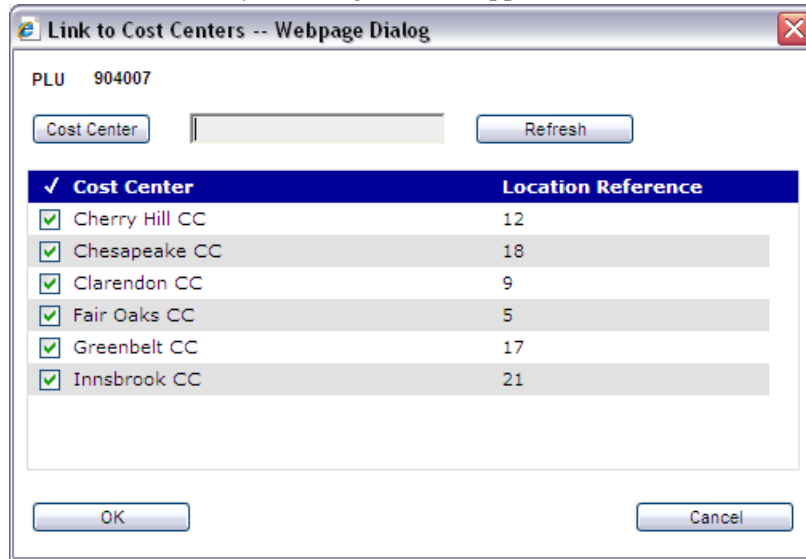 Link to Cost Centers -- Webpage Dialog
PLU 904007
Cost Center Refresh
✓ Cost Center Location Reference
Cherry Hill CC 12
Chesapeake CC 18
Clarendon CC 9
Fair Oaks CC 5
Greenbelt CC 17
Innsbrook CC 21
OK Cancel